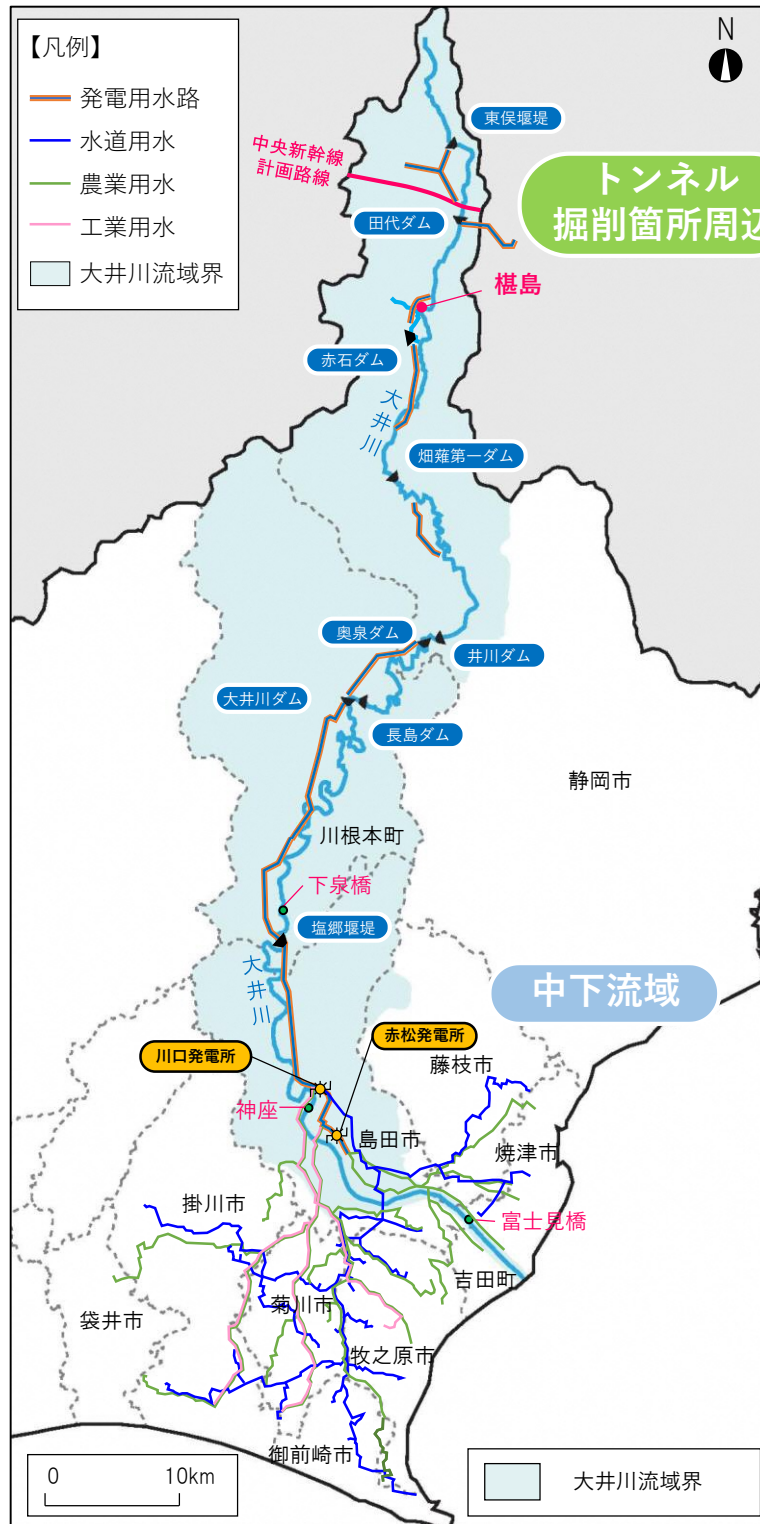 【凡例】
発電用水路
水道用水
農業用水
工業用水
大井川流域界
N
東俣堰堤
中央新幹線
計画路線
トンネル
掘削箇所周辺
田代ダム
椹島
赤石ダム
大井川
畑薙第一ダム
奥泉ダム
井川ダム
大井川ダム
長島ダム
静岡市
川根本町
下泉橋
塩郷堰堤
大井川
中下流域
赤松発電所
川口発電所
藤枝市
神座
島田市
焼津市
掛川市
富士見橋
吉田町
菊川市
袋井市
牧之原市
御前崎市
0 10km
大井川流域界